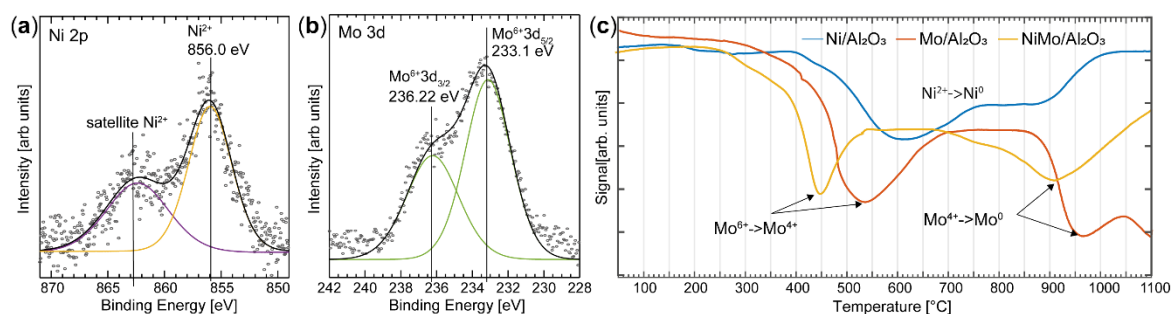 (a) Ni 2p
Ni²⁺
856.0 eV
satellite Ni²⁺
Intensity [arb units]
870 865 860 855 850
Binding Energy [eV]
(b) Mo 3d
Mo⁶⁺3d₅/₂
233.1 eV
Mo⁶⁺3d₃/₂
236.22 eV
Intensity [arb units]
242 240 238 236 234 232 230 228
Binding Energy [eV]
(c)
Ni/Al₂O₃ Mo/Al₂O₃ NiMo/Al₂O₃
Ni²⁺->Ni⁰
Mo⁶⁺->Mo⁴⁺
Mo⁴⁺->Mo⁰
Signal[arb. units]
100 200 300 400 500 600 700 800 900 1000 1100
Temperature [°C]